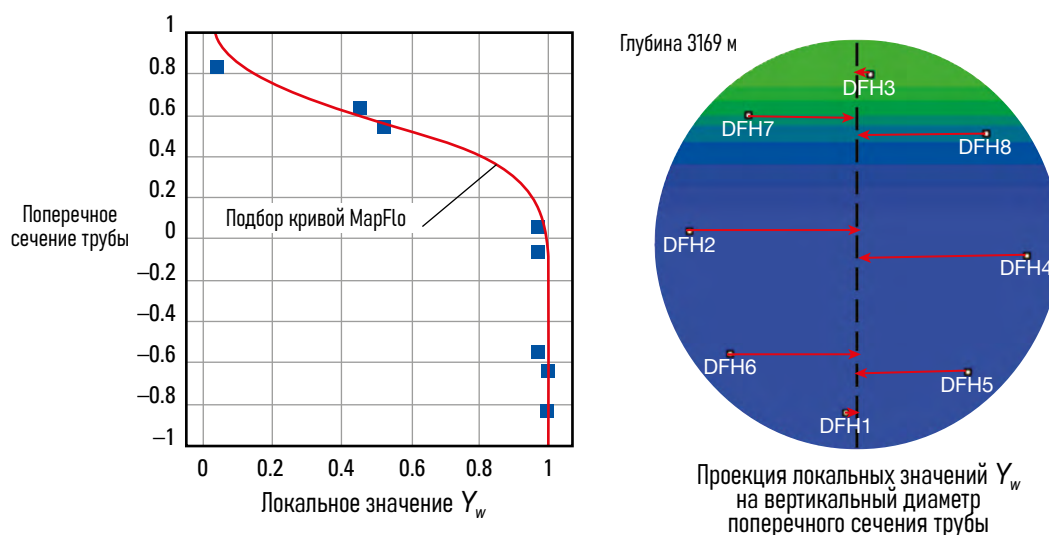 1
0.8
0.6
0.4
0.2
0
–0.2
–0.4
–0.6
–0.8
–1
Поперечное
сечение трубы
Подбор кривой MapFlo
0
0.2
0.4
0.6
0.8
1
Локальное значение Yw
Глубина 3169 м
DFH3
DFH7
DFH8
DFH2
DFH4
DFH6
DFH5
DFH1
Проекция локальных значений Yw
на вертикальный диаметр
поперечного сечения трубы